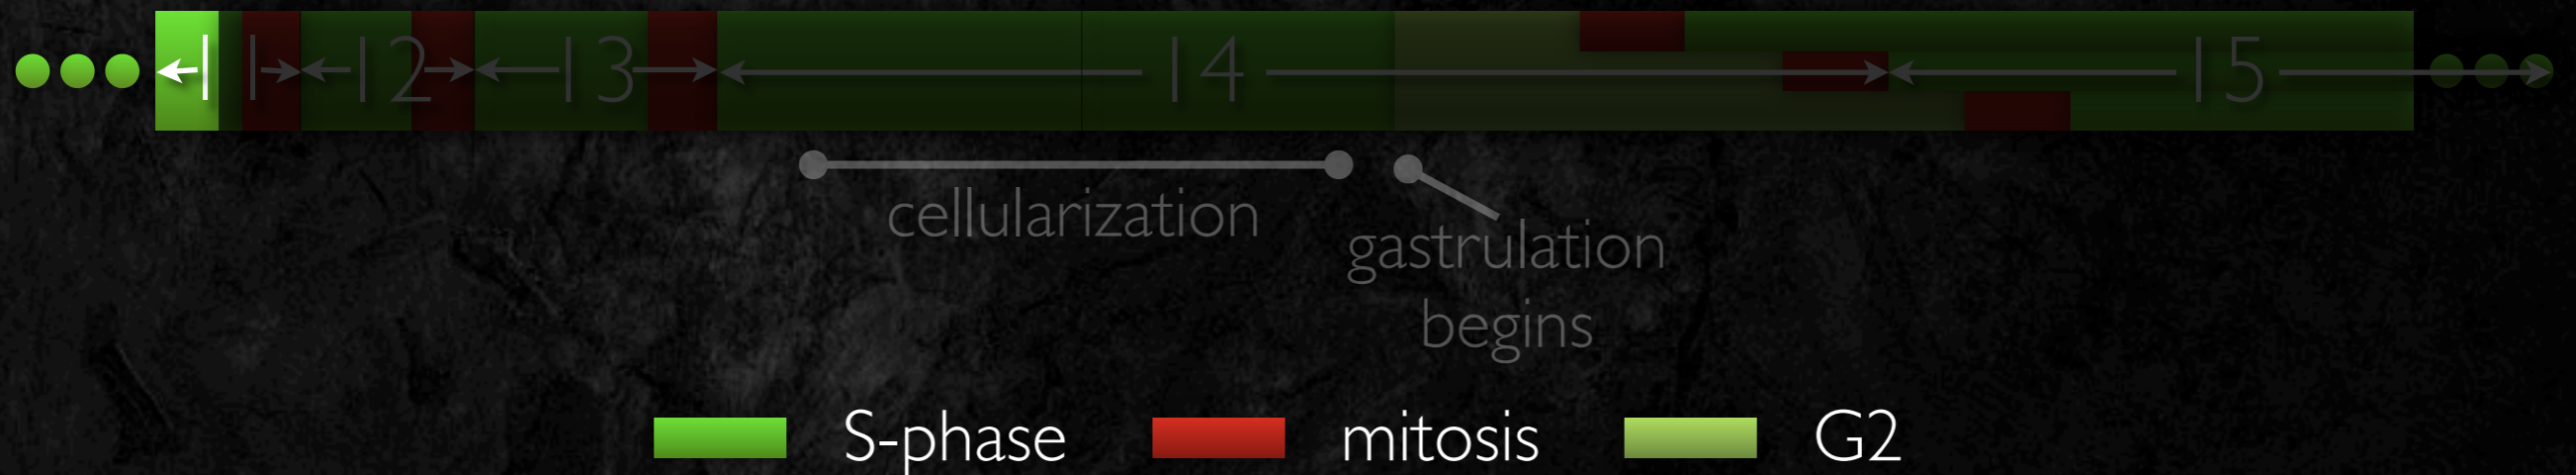 11 12 13 14 15
cellularization
gastrulation
begins
S-phase mitosis G2